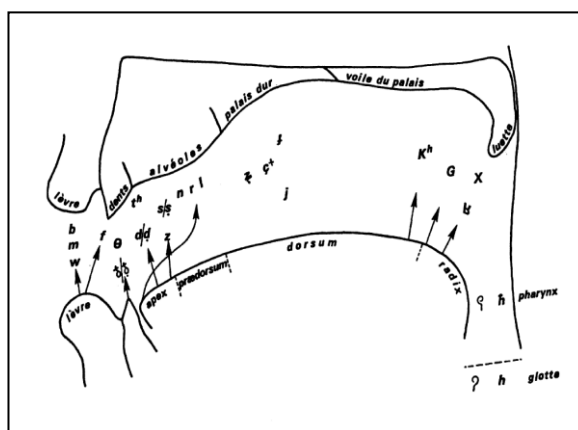 voile du palais
palais dur
alvéoles
luette
lèvre
dents
tʰ
s/ṣ
n r l
j
Kʰ
G
X
b
m
w
f
θ
d/ḍ
z
ʁ
lèvre
apex
prædorsum
dorsum
radix
ʕ ħ pharynx
ʔ h glotte